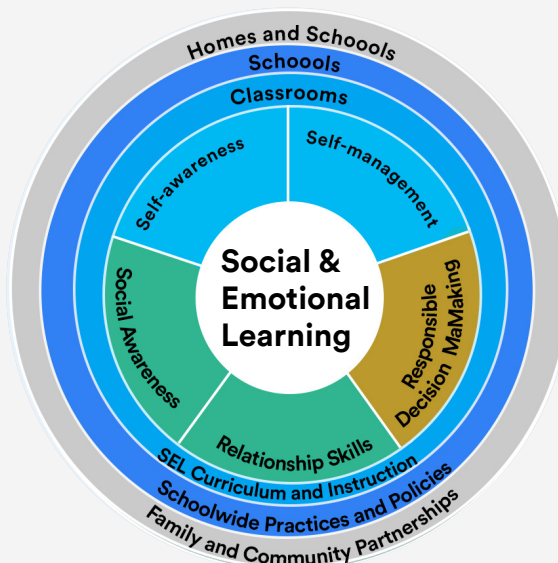 Homes and Schoools
Schoools
Classrooms
Self-awareness
Self-management
Social &
Emotional
Learning
Social Awareness
Responsible
Decision MaMaking
Relationship Skills
SEL Curriculum and Instruction
Schoolwide Practices and Policies
Family and Community Partnerships